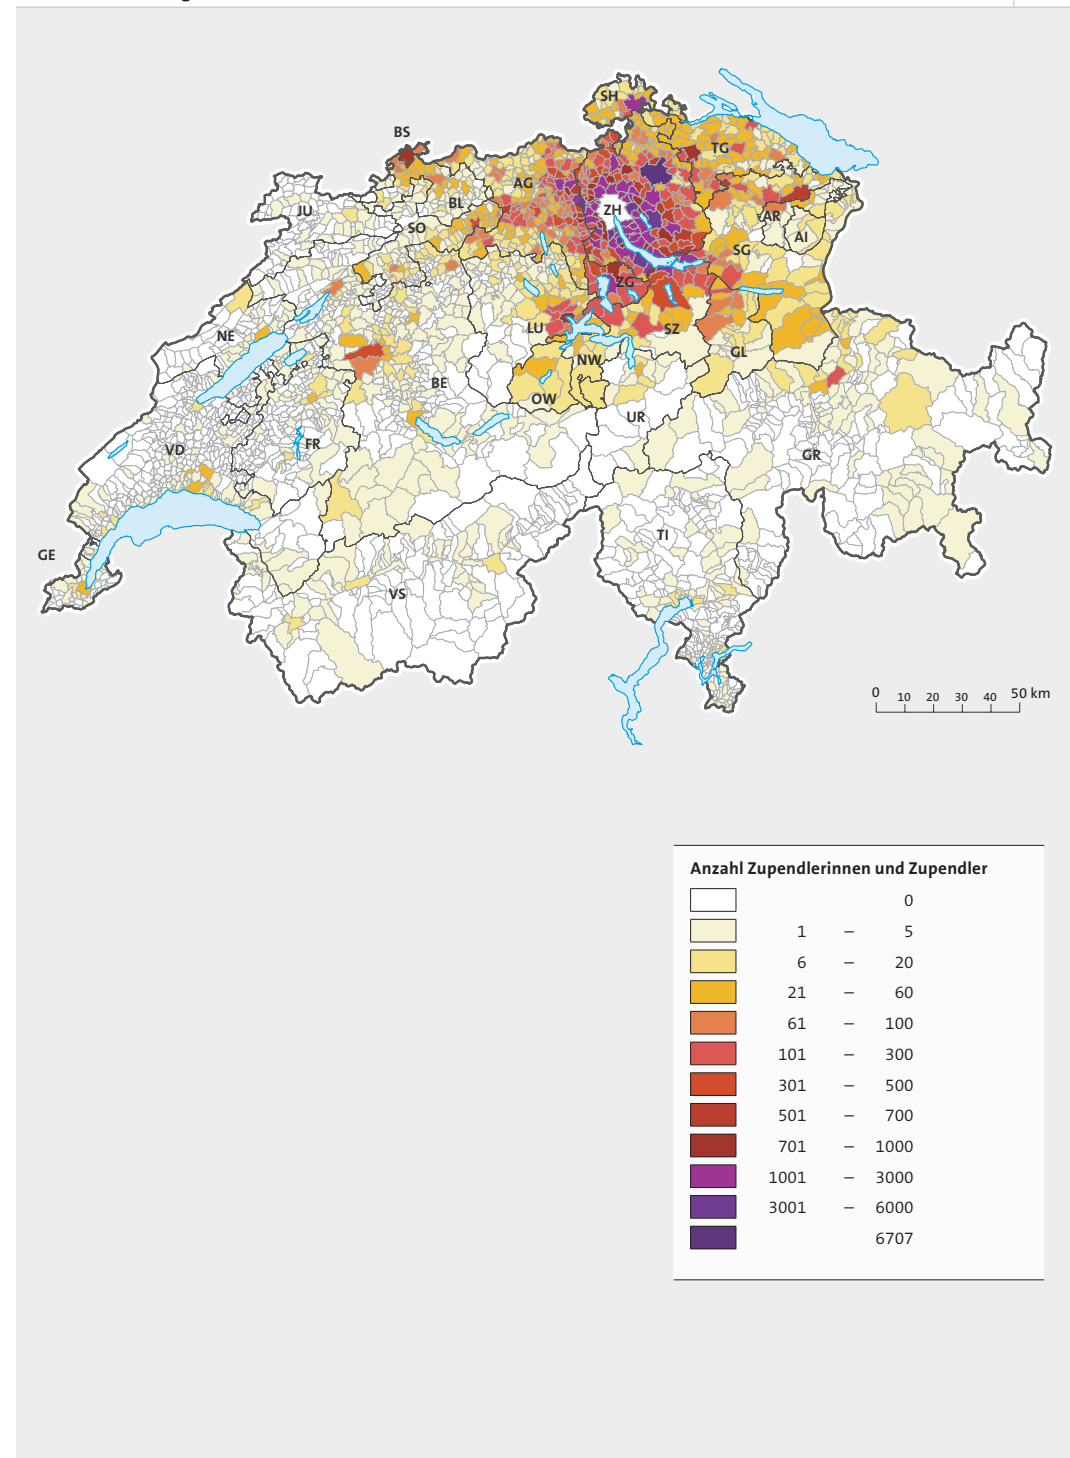 SH
BS
TG
AG
BL
ZH
JU
AR
SO
AI
SG
ZG
NE
LU
SZ
GL
NW
BE
OW
UR
FR
VD
GR
TI
GE
VS
0 10 20 30 40 50 km
Anzahl Zupendlerinnen und Zupendler
0
1 – 5
6 – 20
21 – 60
61 – 100
101 – 300
301 – 500
501 – 700
701 – 1000
1001 – 3000
3001 – 6000
6707